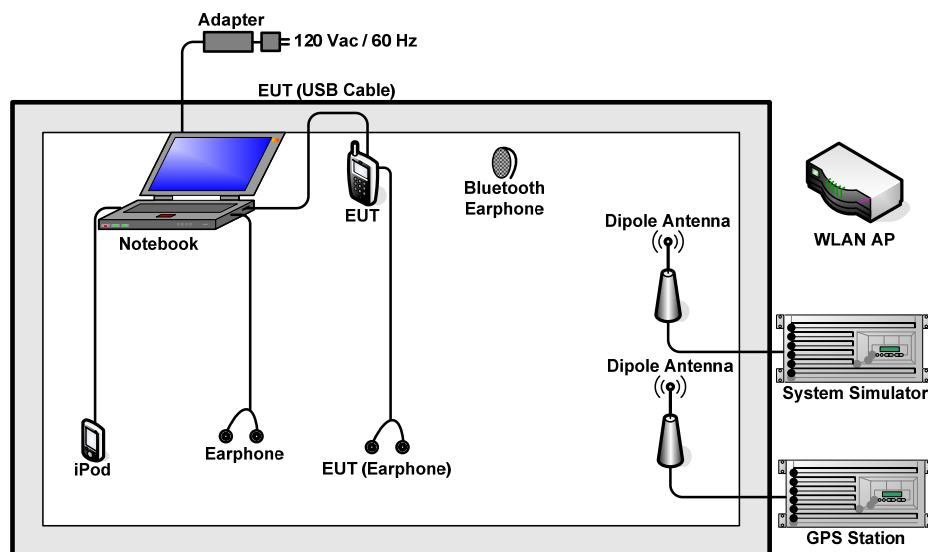 Adapter
120 Vac / 60 Hz
EUT (USB Cable)
Bluetooth
Earphone
EUT
Notebook
Dipole Antenna
WLAN AP
Dipole Antenna
System Simulator
iPod
Earphone
EUT (Earphone)
GPS Station